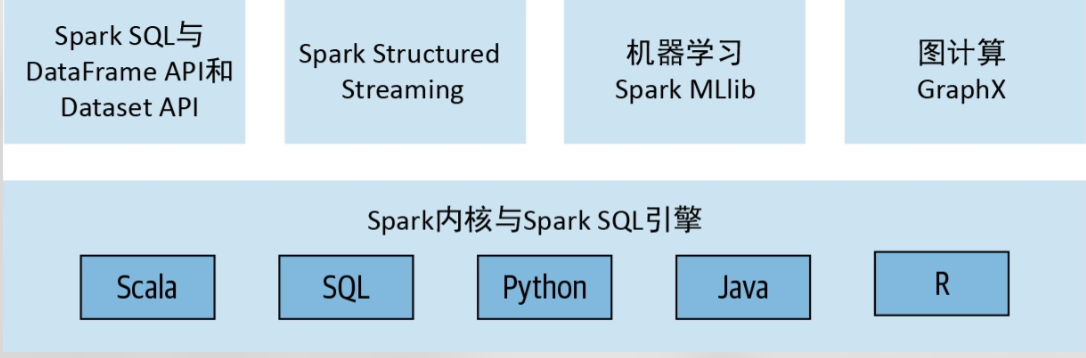 Spark SQL与
DataFrame API和
Dataset API
Spark Structured
Streaming
机器学习
Spark MLlib
图计算
GraphX
Spark内核与Spark SQL引擎
Scala
SQL
Python
Java
R